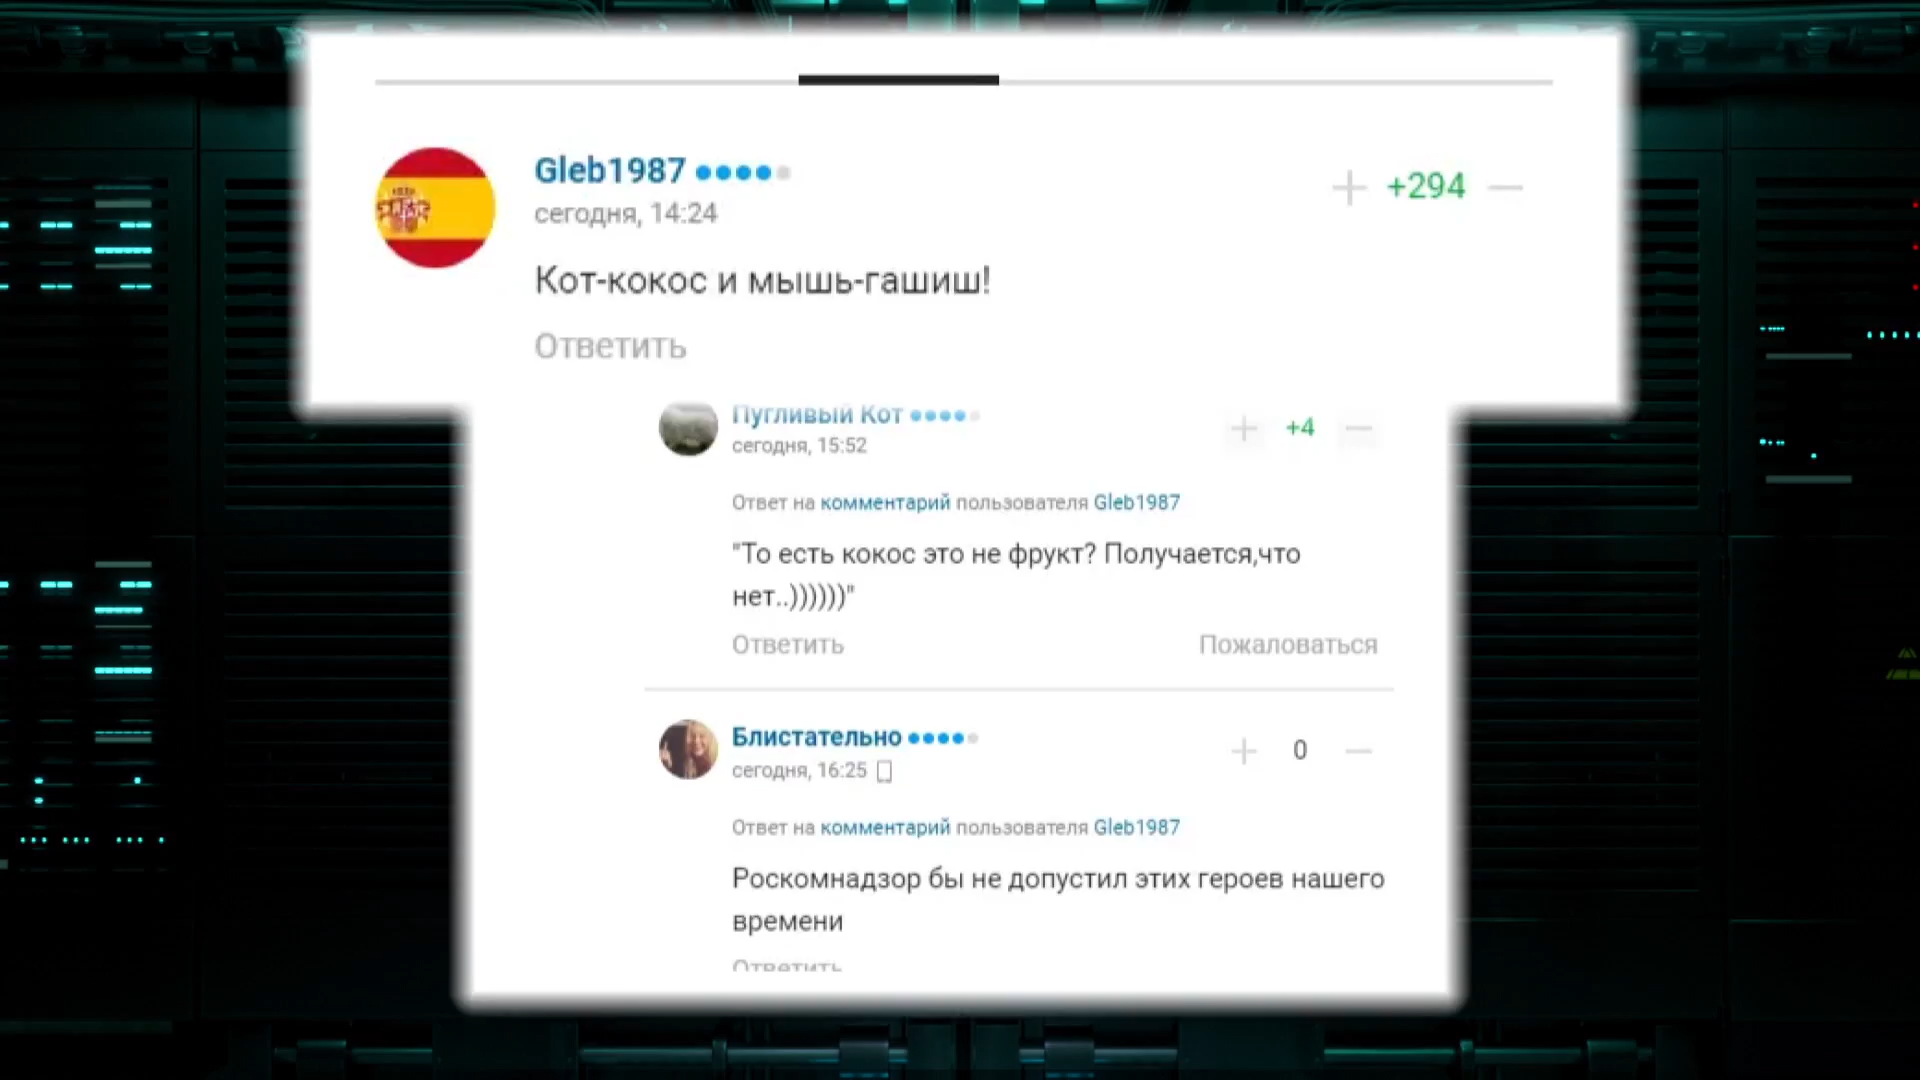 Gleb1987
+294
сегодня, 14:24
Кот-кокос и мышь-гашиш!
Ответить
Пугливый Кот
+4
сегодня, 15:52
Ответ на комментарий пользователя Gleb1987
"То есть кокос это не фрукт? Получается,что
нет..))))))"
Ответить
Пожаловаться
Блистательно
0
сегодня, 16:25
Ответ на комментарий пользователя Gleb1987
Роскомнадзор бы не допустил этих героев нашего
времени
Ответить